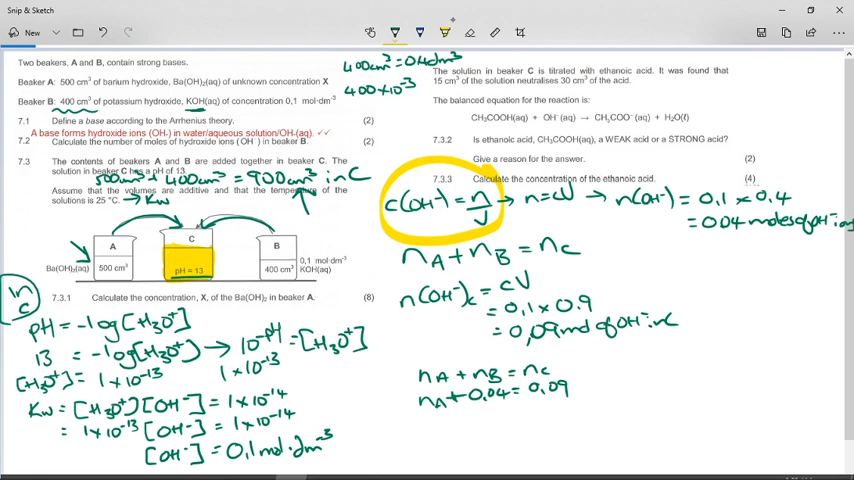 Snip & Sketch
New
Two beakers, A and B, contain strong bases.
Beaker A: 500 cm³ of barium hydroxide, Ba(OH)₂(aq) of unknown concentration X
Beaker B: 400 cm³ of potassium hydroxide, KOH(aq) of concentration 0,1 mol·dm⁻³
7.1 Define a base according to the Arrhenius theory. (2)
A base forms hydroxide ions (OH-) in water/aqueous solution/OH-(aq). ✓✓
7.2 Calculate the number of moles of hydroxide ions (OH⁻) in beaker B. (2)
7.3 The contents of beakers A and B are added together in beaker C. The
solution in beaker C has a pH of 13.
500cm³ + 400cm³ = 900cm³ in C
Assume that the volumes are additive and that the temperature of the
solutions is 25 °C. → Kw
A
C
B
Ba(OH)₂(aq)
500 cm³
pH = 13
400 cm³
0,1 mol·dm⁻³
KOH(aq)
7.3.1 Calculate the concentration, X, of the Ba(OH)₂ in beaker A. (8)
In C
pH = -log[H₃O⁺]
13 = -log[H₃O⁺] → 10^-pH = [H₃O⁺]
[H₃O⁺] = 1×10⁻¹³
1×10⁻¹³
Kw = [H₃O⁺][OH⁻] = 1×10⁻¹⁴
= 1×10⁻¹³ [OH⁻] = 1×10⁻¹⁴
[OH⁻] = 0,1mol.dm⁻³
400cm³ = 0.4dm³
400×10⁻³
The solution in beaker C is titrated with ethanoic acid. It was found that
15 cm³ of the solution neutralises 30 cm³ of the acid.
The balanced equation for the reaction is:
CH₃COOH(aq) + OH⁻(aq) → CH₃COO⁻(aq) + H₂O(ℓ)
7.3.2 Is ethanoic acid, CH₃COOH(aq), a WEAK acid or a STRONG acid?
Give a reason for the answer. (2)
7.3.3 Calculate the concentration of the ethanoic acid. (4)
c(OH⁻) = n/V → n = cV → n(OH⁻) = 0.1 × 0.4
= 0.04 moles of OH⁻ ions
nA + nB = nC
n(OH⁻)c = cV
= 0.1 × 0.9
= 0,09mol of OH⁻ in C
nA + nB = nC
nA + 0.04 = 0.09